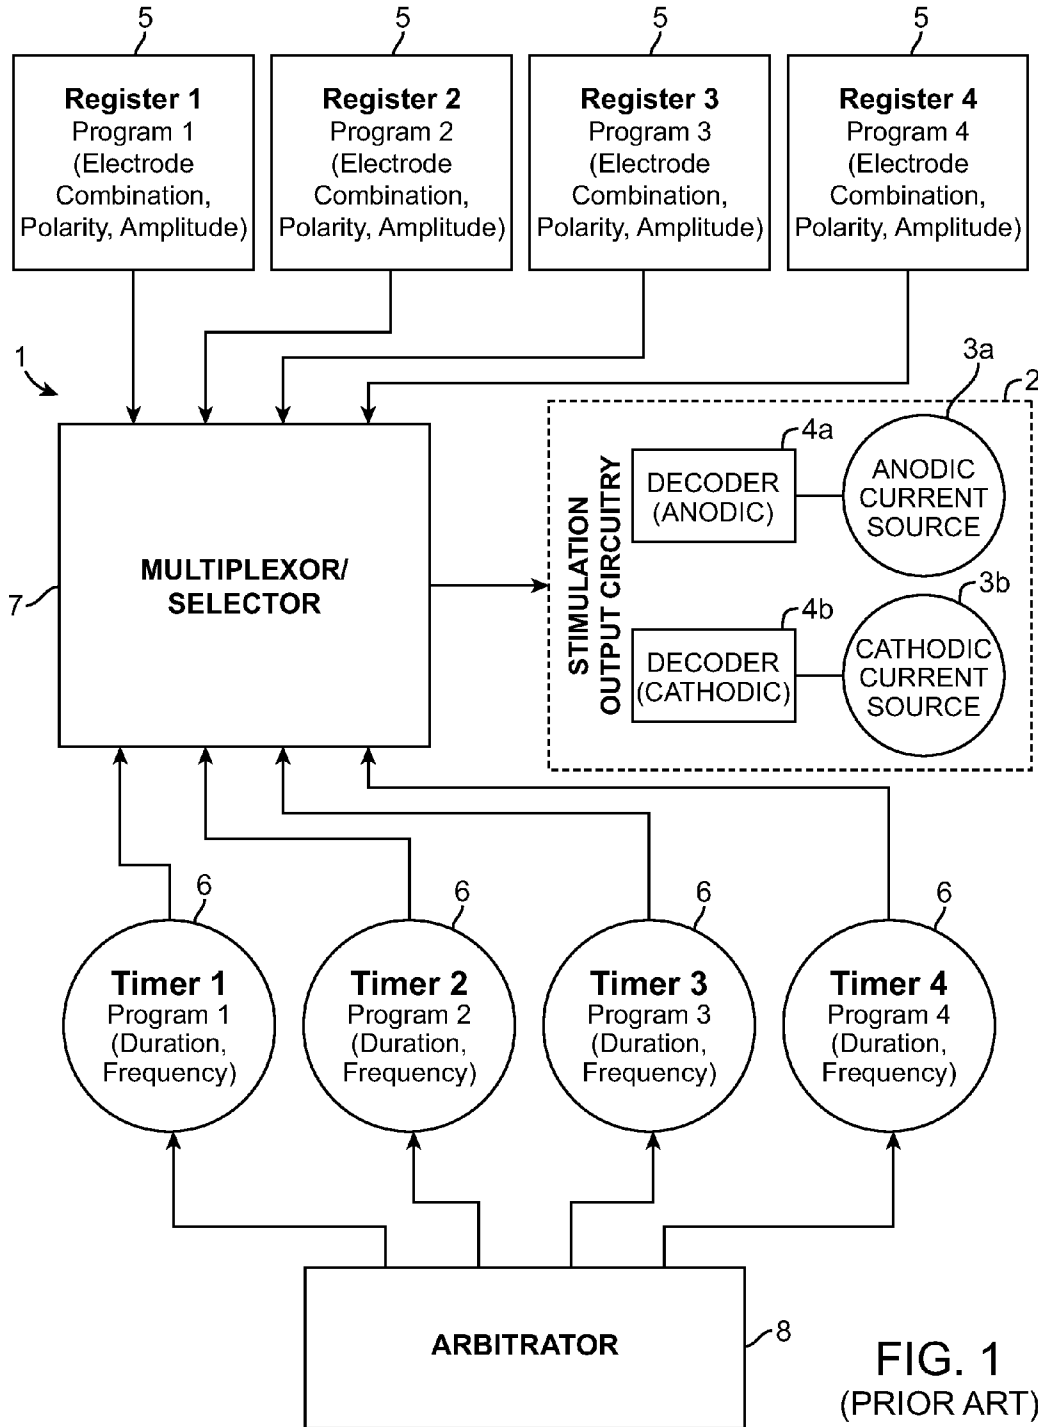 5
5
5
5
Register 1
Program 1
(Electrode
Combination,
Polarity, Amplitude)
Register 2
Program 2
(Electrode
Combination,
Polarity, Amplitude)
Register 3
Program 3
(Electrode
Combination,
Polarity, Amplitude)
Register 4
Program 4
(Electrode
Combination,
Polarity, Amplitude)
1
3a
2
4a
DECODER
(ANODIC)
ANODIC
CURRENT
SOURCE
STIMULATION
OUTPUT CIRCUITRY
MULTIPLEXOR/
SELECTOR
7
3b
4b
DECODER
(CATHODIC)
CATHODIC
CURRENT
SOURCE
6
6
6
6
Timer 1
Program 1
(Duration,
Frequency)
Timer 2
Program 2
(Duration,
Frequency)
Timer 3
Program 3
(Duration,
Frequency)
Timer 4
Program 4
(Duration,
Frequency)
ARBITRATOR
8
FIG. 1
(PRIOR ART)